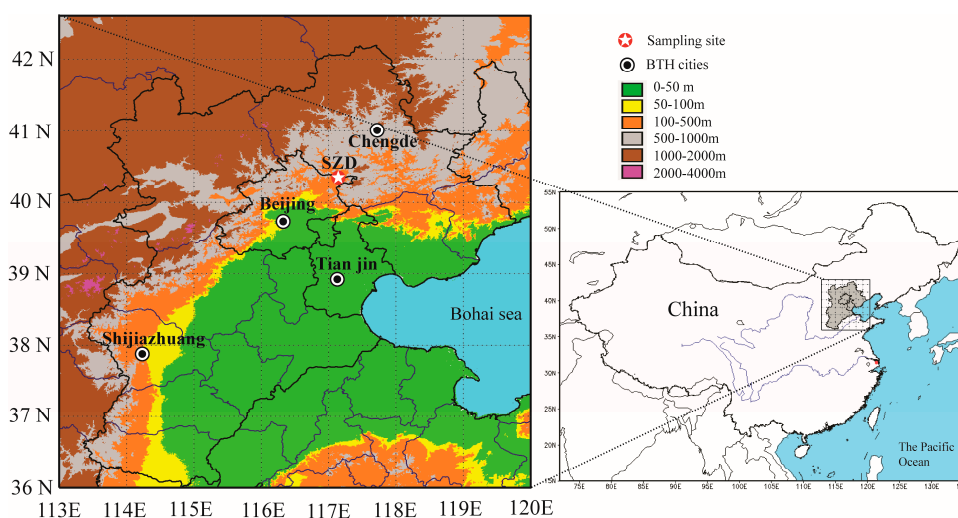 42 N
41 N
40 N
39 N
38 N
37 N
36 N
113E
114E
115E
116E
117E
118E
119E
120E
Chengde
SZD
Beijing
Tian jin
Shijiazhuang
Bohai sea
Sampling site
BTH cities
0-50 m
50-100m
100-500m
500-1000m
1000-2000m
2000-4000m
55N
50N
45N
40N
35N
30N
25N
20N
15N
China
The Pacific
Ocean
75E
80E
85E
90E
95E
100E
105E
110E
115E
120E
125E
130E